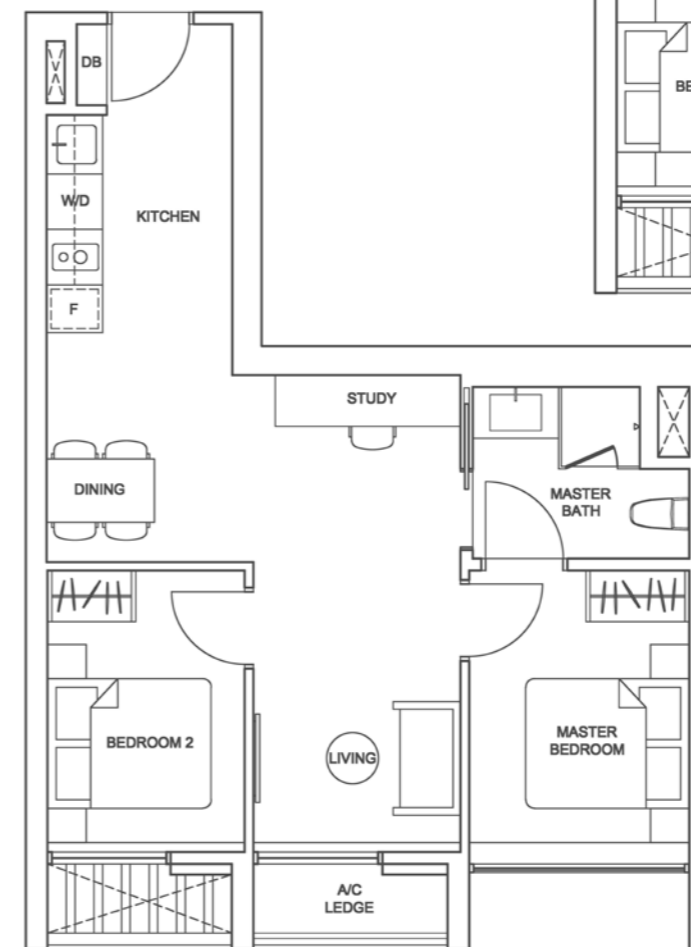 DB
W/D
KITCHEN
F
STUDY
DINING
MASTER
BATH
BEDROOM 2
LIVING
MASTER
BEDROOM
A/C
LEDGE